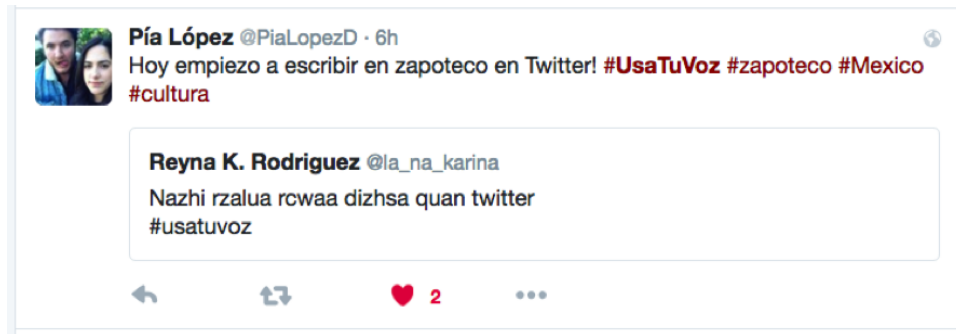 Pía López @PiaLopezD · 6h
Hoy empiezo a escribir en zapoteco en Twitter! #UsaTuVoz #zapoteco #Mexico
#cultura
Reyna K. Rodriguez @la_na_karina
Nazhi rzalua rcwaa dizhsa quan twitter
#usatuvoz
2